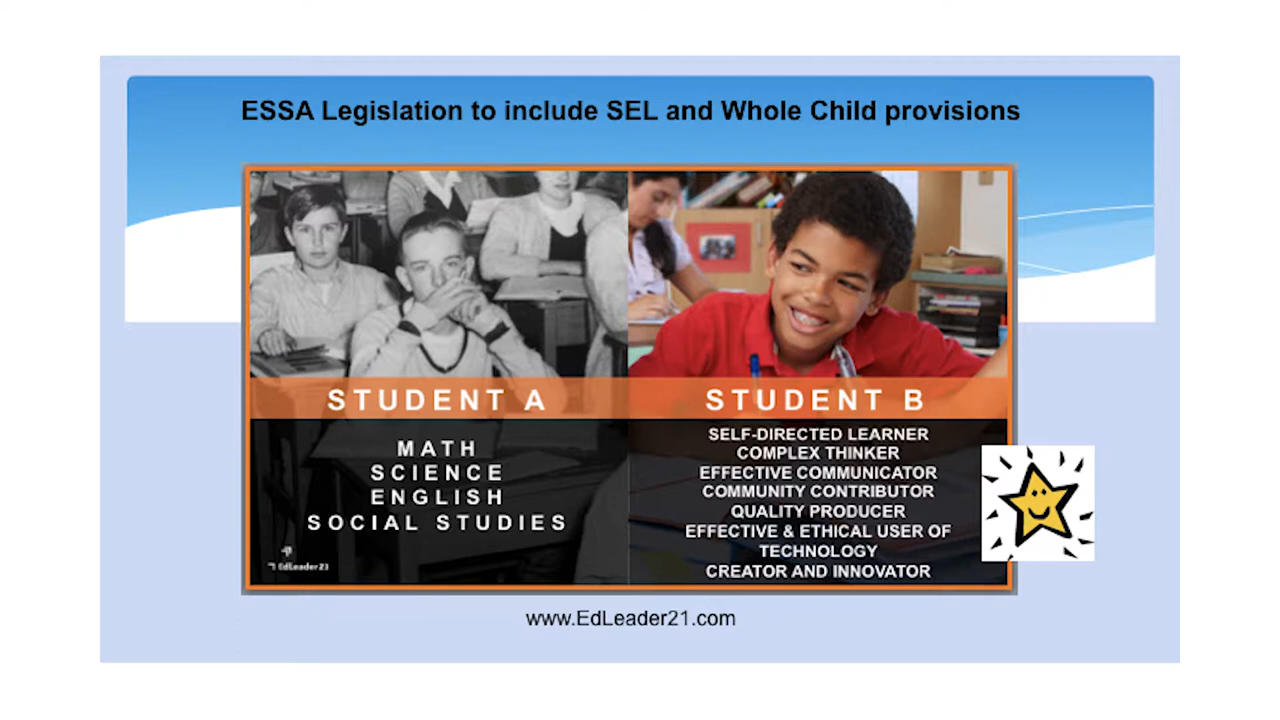 ESSA Legislation to include SEL and Whole Child provisions
STUDENT A
MATH
SCIENCE
ENGLISH
SOCIAL STUDIES
EdLeader21
STUDENT B
SELF-DIRECTED LEARNER
COMPLEX THINKER
EFFECTIVE COMMUNICATOR
COMMUNITY CONTRIBUTOR
QUALITY PRODUCER
EFFECTIVE & ETHICAL USER OF
TECHNOLOGY
CREATOR AND INNOVATOR
www.EdLeader21.com